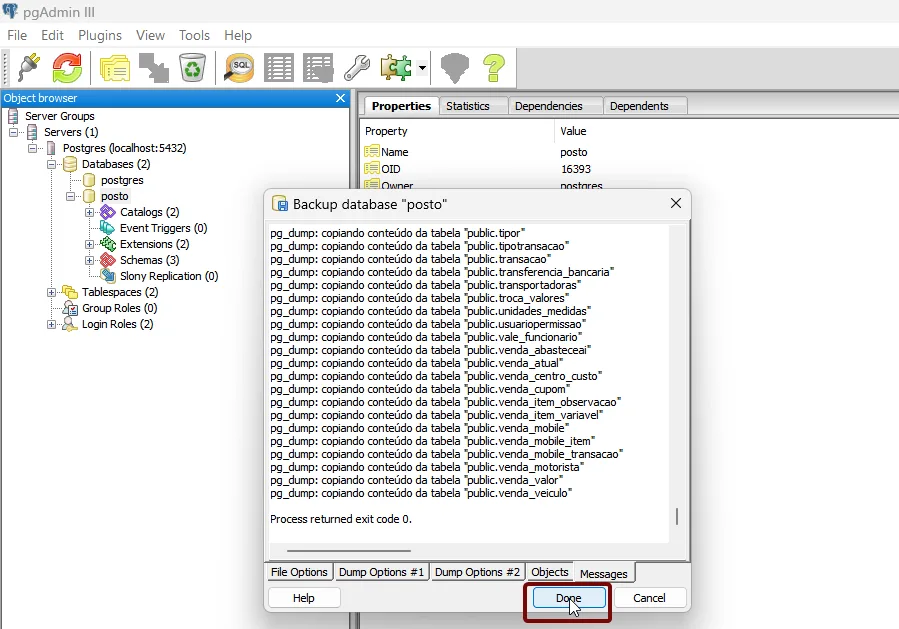 pgAdmin III
File Edit Plugins View Tools Help
SQL
Object browser
Server Groups
Servers (1)
Postgres (localhost:5432)
Databases (2)
postgres
posto
Catalogs (2)
Event Triggers (0)
Extensions (2)
Schemas (3)
Slony Replication (0)
Tablespaces (2)
Group Roles (0)
Login Roles (2)
Properties Statistics Dependencies Dependents
Property Value
Name posto
OID 16393
Owner postgres
Backup database "posto"
pg_dump: copiando conteúdo da tabela "public.tipor"
pg_dump: copiando conteúdo da tabela "public.tipotransacao"
pg_dump: copiando conteúdo da tabela "public.transacao"
pg_dump: copiando conteúdo da tabela "public.transferencia_bancaria"
pg_dump: copiando conteúdo da tabela "public.transportadoras"
pg_dump: copiando conteúdo da tabela "public.troca_valores"
pg_dump: copiando conteúdo da tabela "public.unidades_medidas"
pg_dump: copiando conteúdo da tabela "public.usuariopermissao"
pg_dump: copiando conteúdo da tabela "public.vale_funcionario"
pg_dump: copiando conteúdo da tabela "public.venda_abasteceai"
pg_dump: copiando conteúdo da tabela "public.venda_atual"
pg_dump: copiando conteúdo da tabela "public.venda_centro_custo"
pg_dump: copiando conteúdo da tabela "public.venda_cupom"
pg_dump: copiando conteúdo da tabela "public.venda_item_observacao"
pg_dump: copiando conteúdo da tabela "public.venda_item_variavel"
pg_dump: copiando conteúdo da tabela "public.venda_mobile"
pg_dump: copiando conteúdo da tabela "public.venda_mobile_item"
pg_dump: copiando conteúdo da tabela "public.venda_mobile_transacao"
pg_dump: copiando conteúdo da tabela "public.venda_motorista"
pg_dump: copiando conteúdo da tabela "public.venda_valor"
pg_dump: copiando conteúdo da tabela "public.venda_veiculo"
Process returned exit code 0.
File Options Dump Options #1 Dump Options #2 Objects Messages
Help Done Cancel